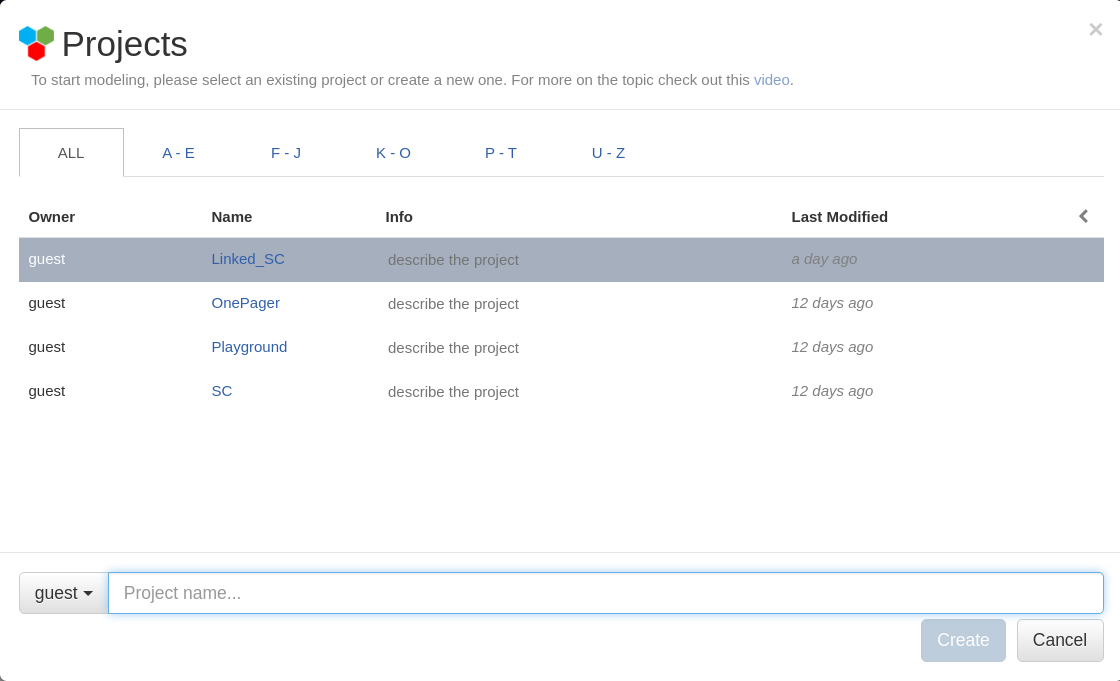 ×
Projects
To start modeling, please select an existing project or create a new one. For more on the topic check out this video.
ALL A - E F - J K - O P - T U - Z
Owner Name Info Last Modified
guest Linked_SC describe the project a day ago
guest OnePager describe the project 12 days ago
guest Playground describe the project 12 days ago
guest SC describe the project 12 days ago
guest Project name...
Create Cancel